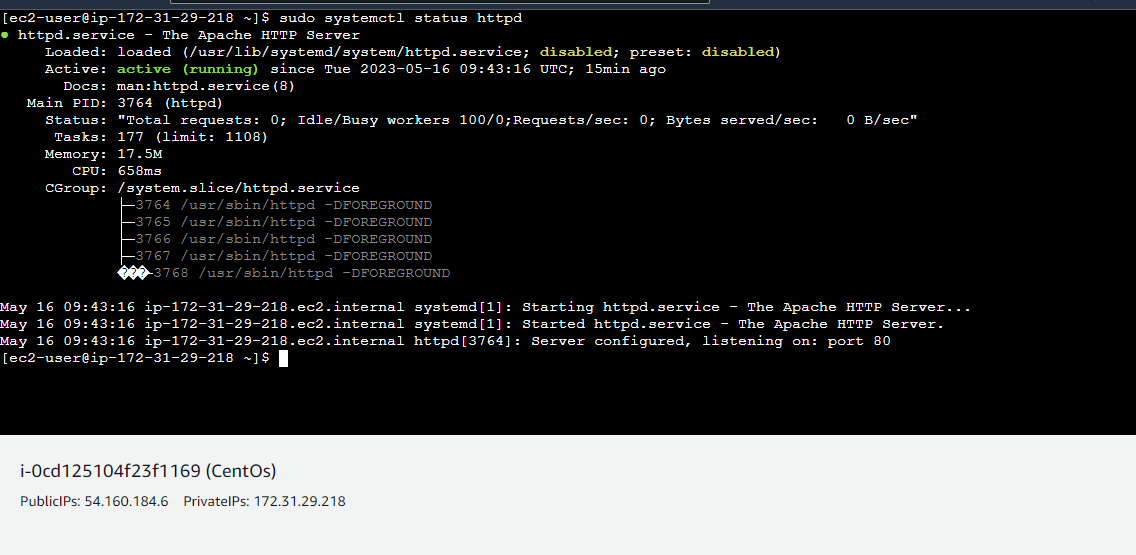 [ec2-user@ip-172-31-29-218 ~]$ sudo systemctl status httpd
● httpd.service - The Apache HTTP Server
Loaded: loaded (/usr/lib/systemd/system/httpd.service; disabled; preset: disabled)
Active: active (running) since Tue 2023-05-16 09:43:16 UTC; 15min ago
Docs: man:httpd.service(8)
Main PID: 3764 (httpd)
Status: "Total requests: 0; Idle/Busy workers 100/0;Requests/sec: 0; Bytes served/sec:   0 B/sec"
Tasks: 177 (limit: 1108)
Memory: 17.5M
CPU: 658ms
CGroup: /system.slice/httpd.service
├─3764 /usr/sbin/httpd -DFOREGROUND
├─3765 /usr/sbin/httpd -DFOREGROUND
├─3766 /usr/sbin/httpd -DFOREGROUND
├─3767 /usr/sbin/httpd -DFOREGROUND
���─3768 /usr/sbin/httpd -DFOREGROUND
May 16 09:43:16 ip-172-31-29-218.ec2.internal systemd[1]: Starting httpd.service - The Apache HTTP Server...
May 16 09:43:16 ip-172-31-29-218.ec2.internal systemd[1]: Started httpd.service - The Apache HTTP Server.
May 16 09:43:16 ip-172-31-29-218.ec2.internal httpd[3764]: Server configured, listening on: port 80
[ec2-user@ip-172-31-29-218 ~]$
i-0cd125104f23f1169 (CentOs)
PublicIPs: 54.160.184.6 PrivateIPs: 172.31.29.218